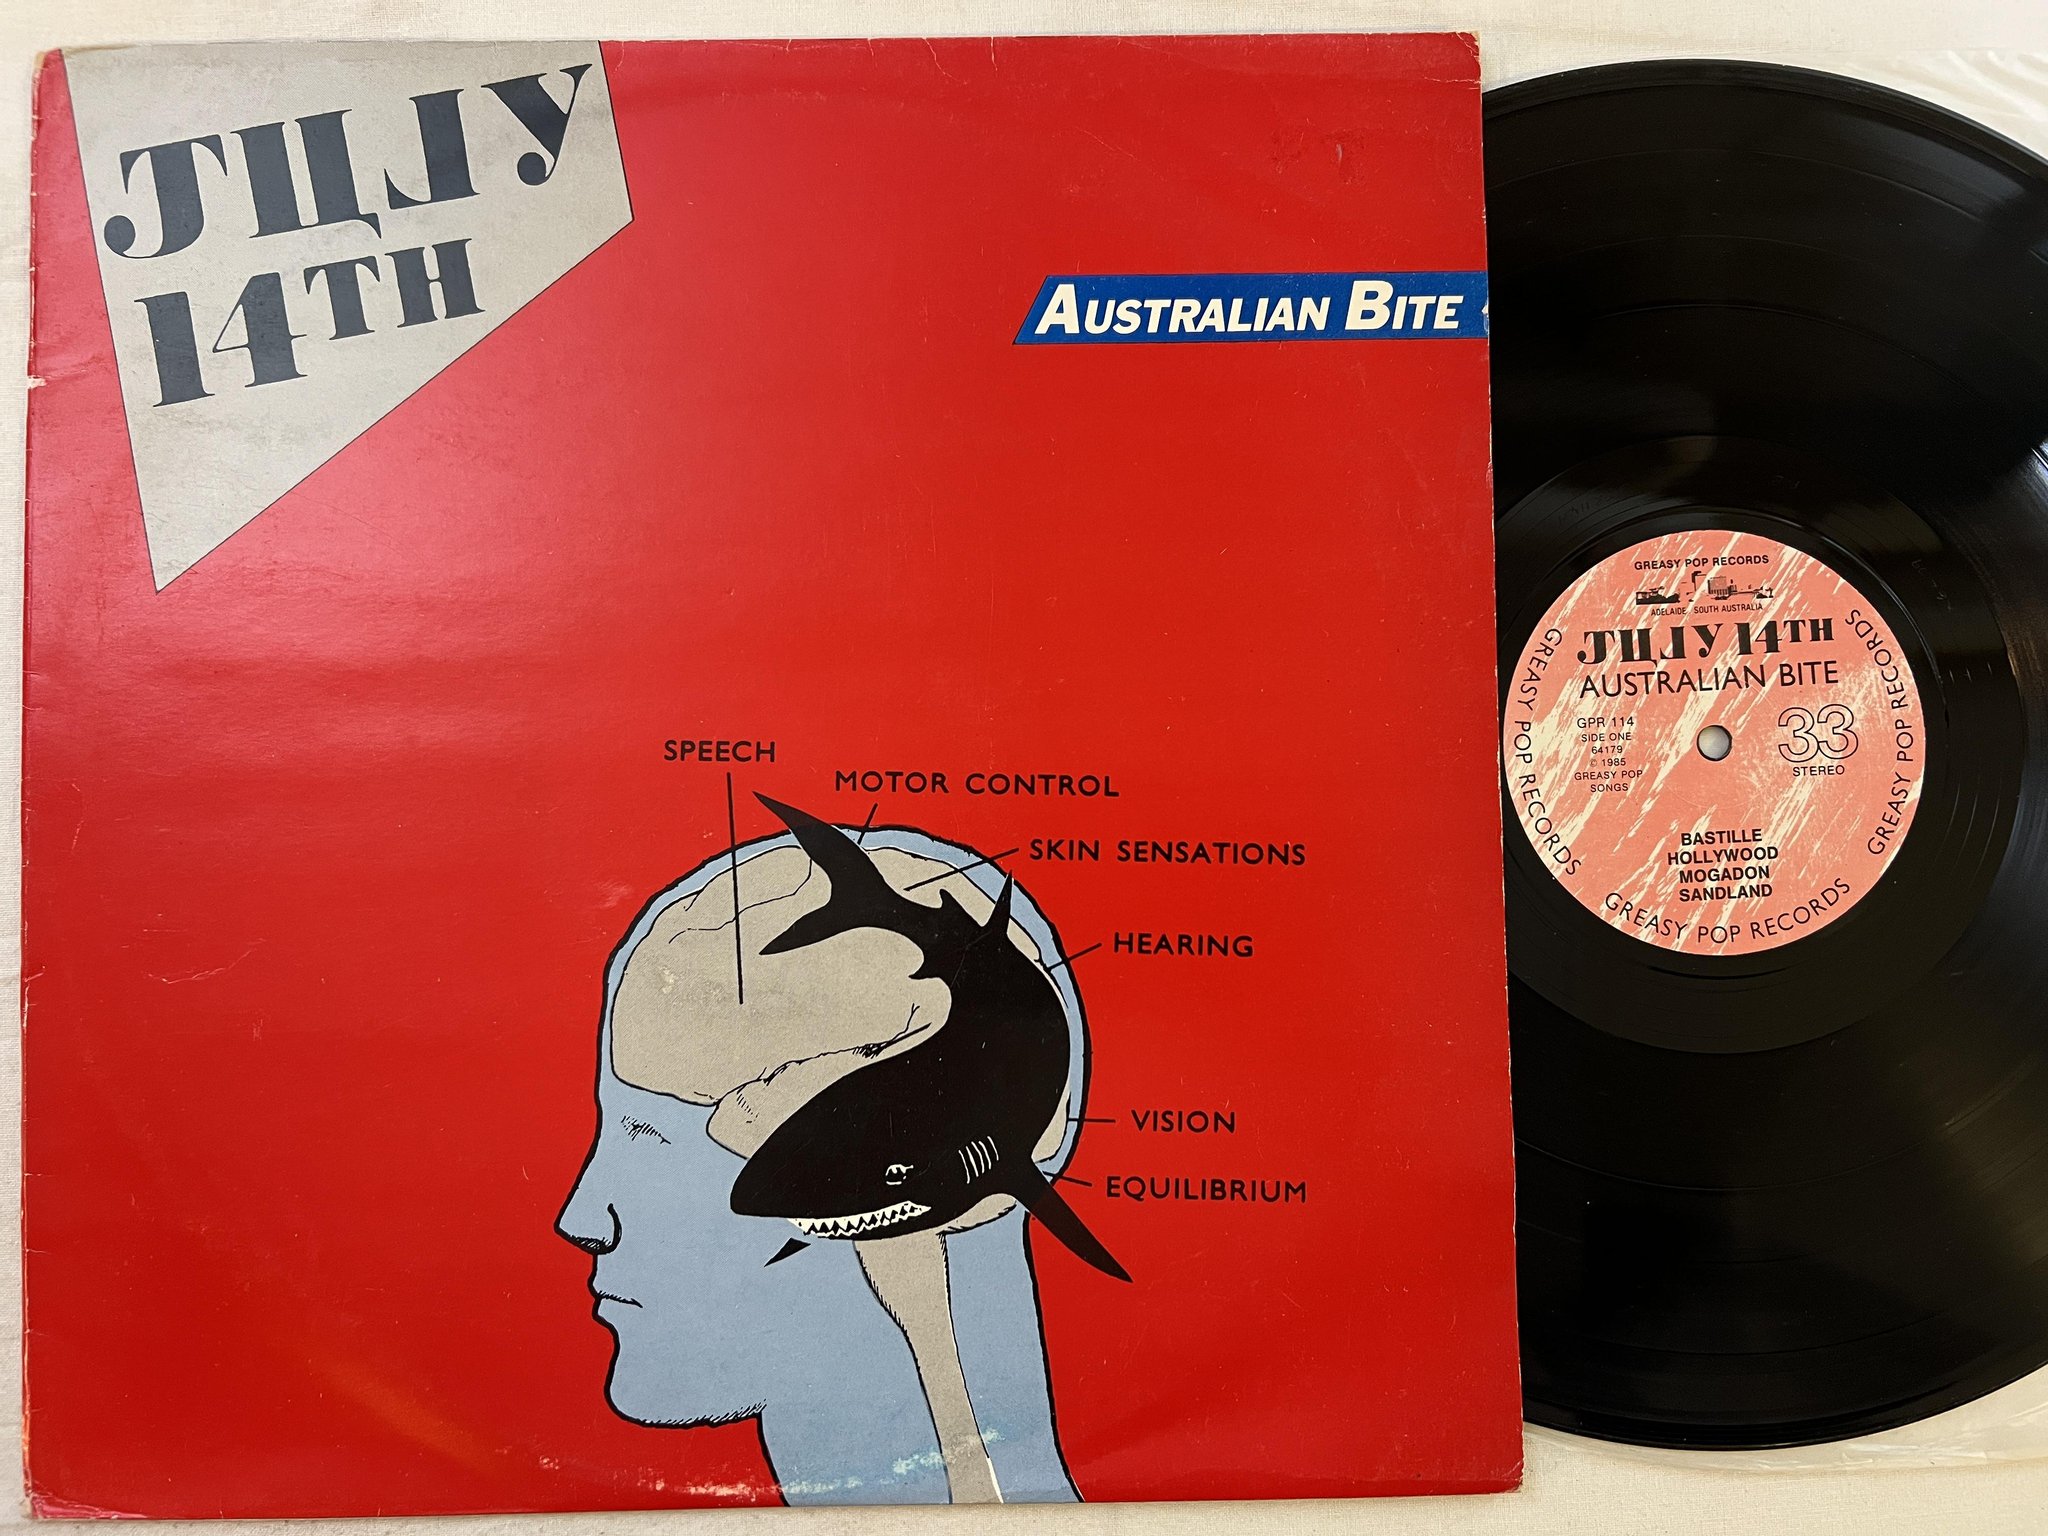 JULY
14TH
AUSTRALIAN BITE
SPEECH
MOTOR CONTROL
SKIN SENSATIONS
HEARING
VISION
EQUILIBRIUM
GREASY POP RECORDS
ADELAIDE, SOUTH AUSTRALIA
JULY 14TH
AUSTRALIAN BITE
GPR 114
SIDE ONE
64179
© 1985
GREASY POP
SONGS
33
STEREO
BASTILLE
HOLLYWOOD
MOGADON
SANDLAND
GREASY POP RECORDS
GREASY POP RECORDS
GREASY POP RECORDS